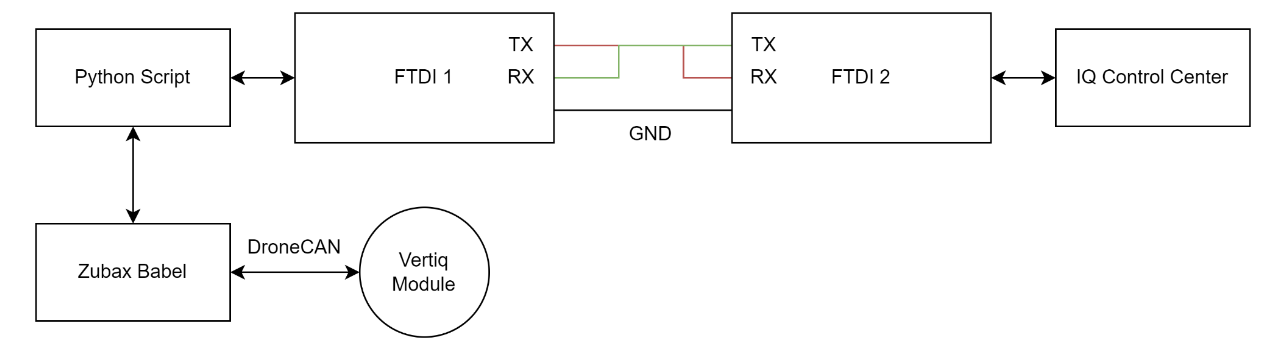 TX
TX
Python Script
FTDI 1
RX
RX
FTDI 2
IQ Control Center
GND
DroneCAN
Zubax Babel
Vertiq
Module